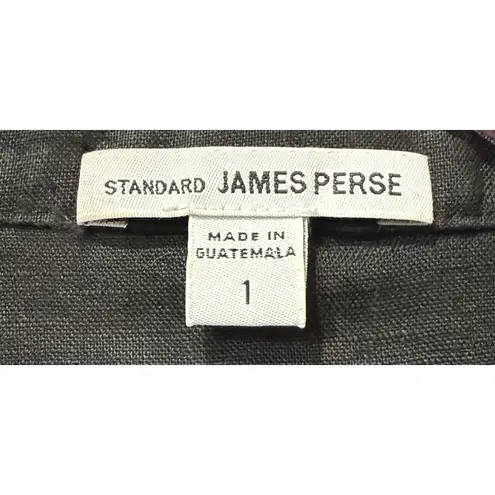 STANDARD JAMES PERSE
MADE IN
GUATEMALA
1